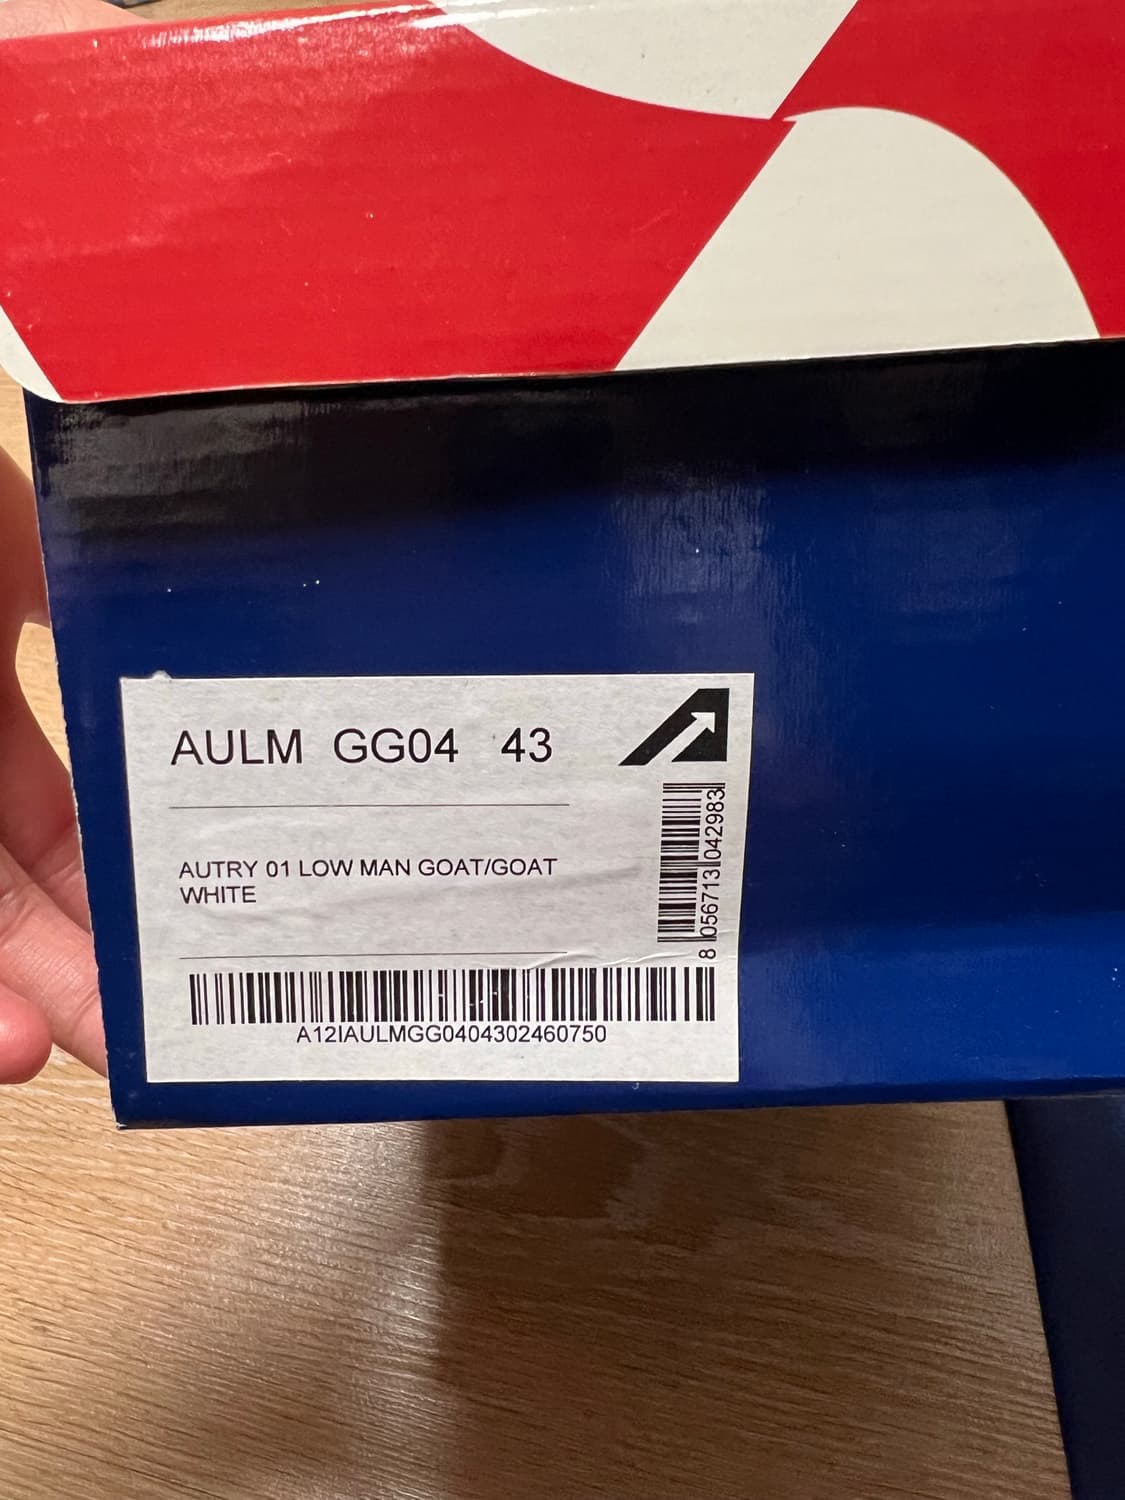 AULM GG04 43
AUTRY 01 LOW MAN GOAT/GOAT
WHITE
8 056713 042983
A12IAULMGG0404302460750